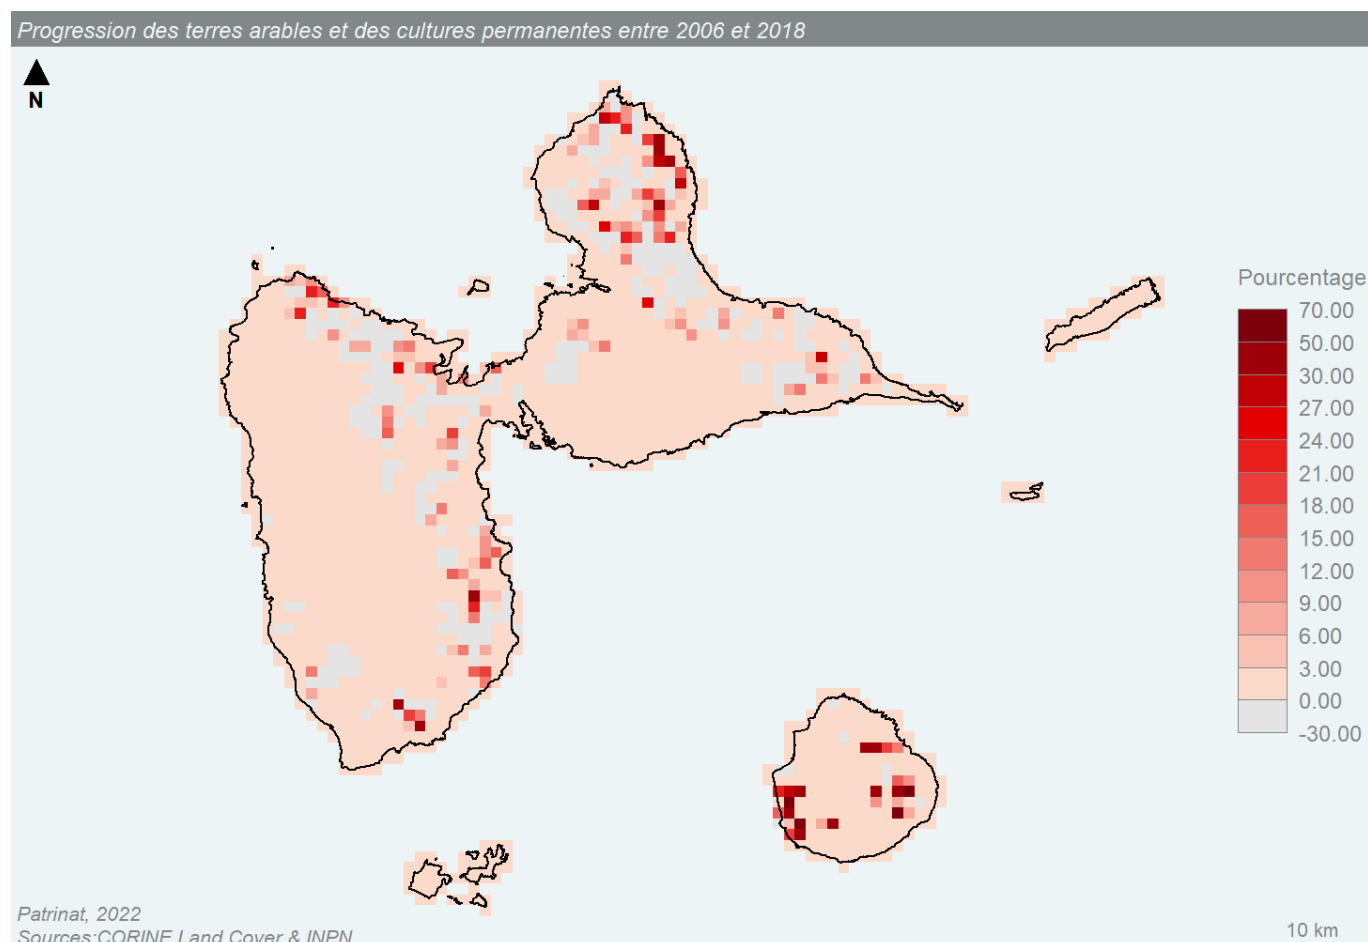 Progression des terres arables et des cultures permanentes entre 2006 et 2018
N
Pourcentage
70.00
50.00
30.00
27.00
24.00
21.00
18.00
15.00
12.00
9.00
6.00
3.00
0.00
-30.00
Patrinat, 2022
Sources:CORINE Land Cover & INPN
10 km